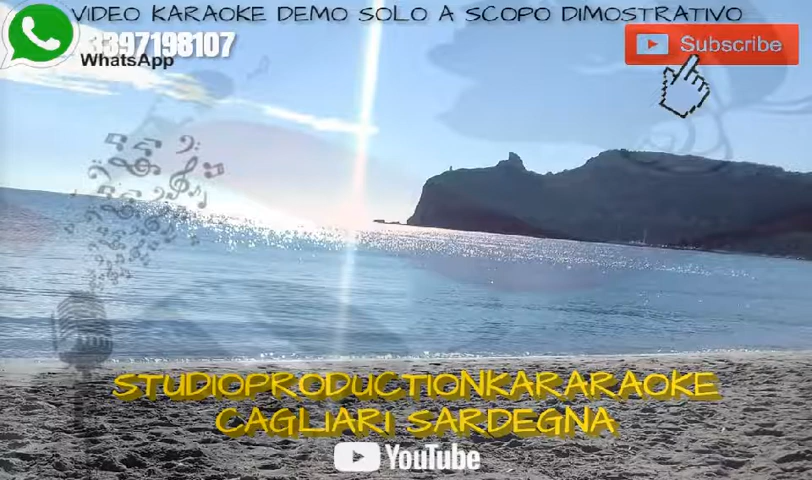 VIDEO KARAOKE DEMO SOLO A SCOPO DIMOSTRATIVO
3397198107
WhatsApp
Subscribe
STUDIOPRODUCTIONKARARAOKE
CAGLIARI SARDEGNA
YouTube